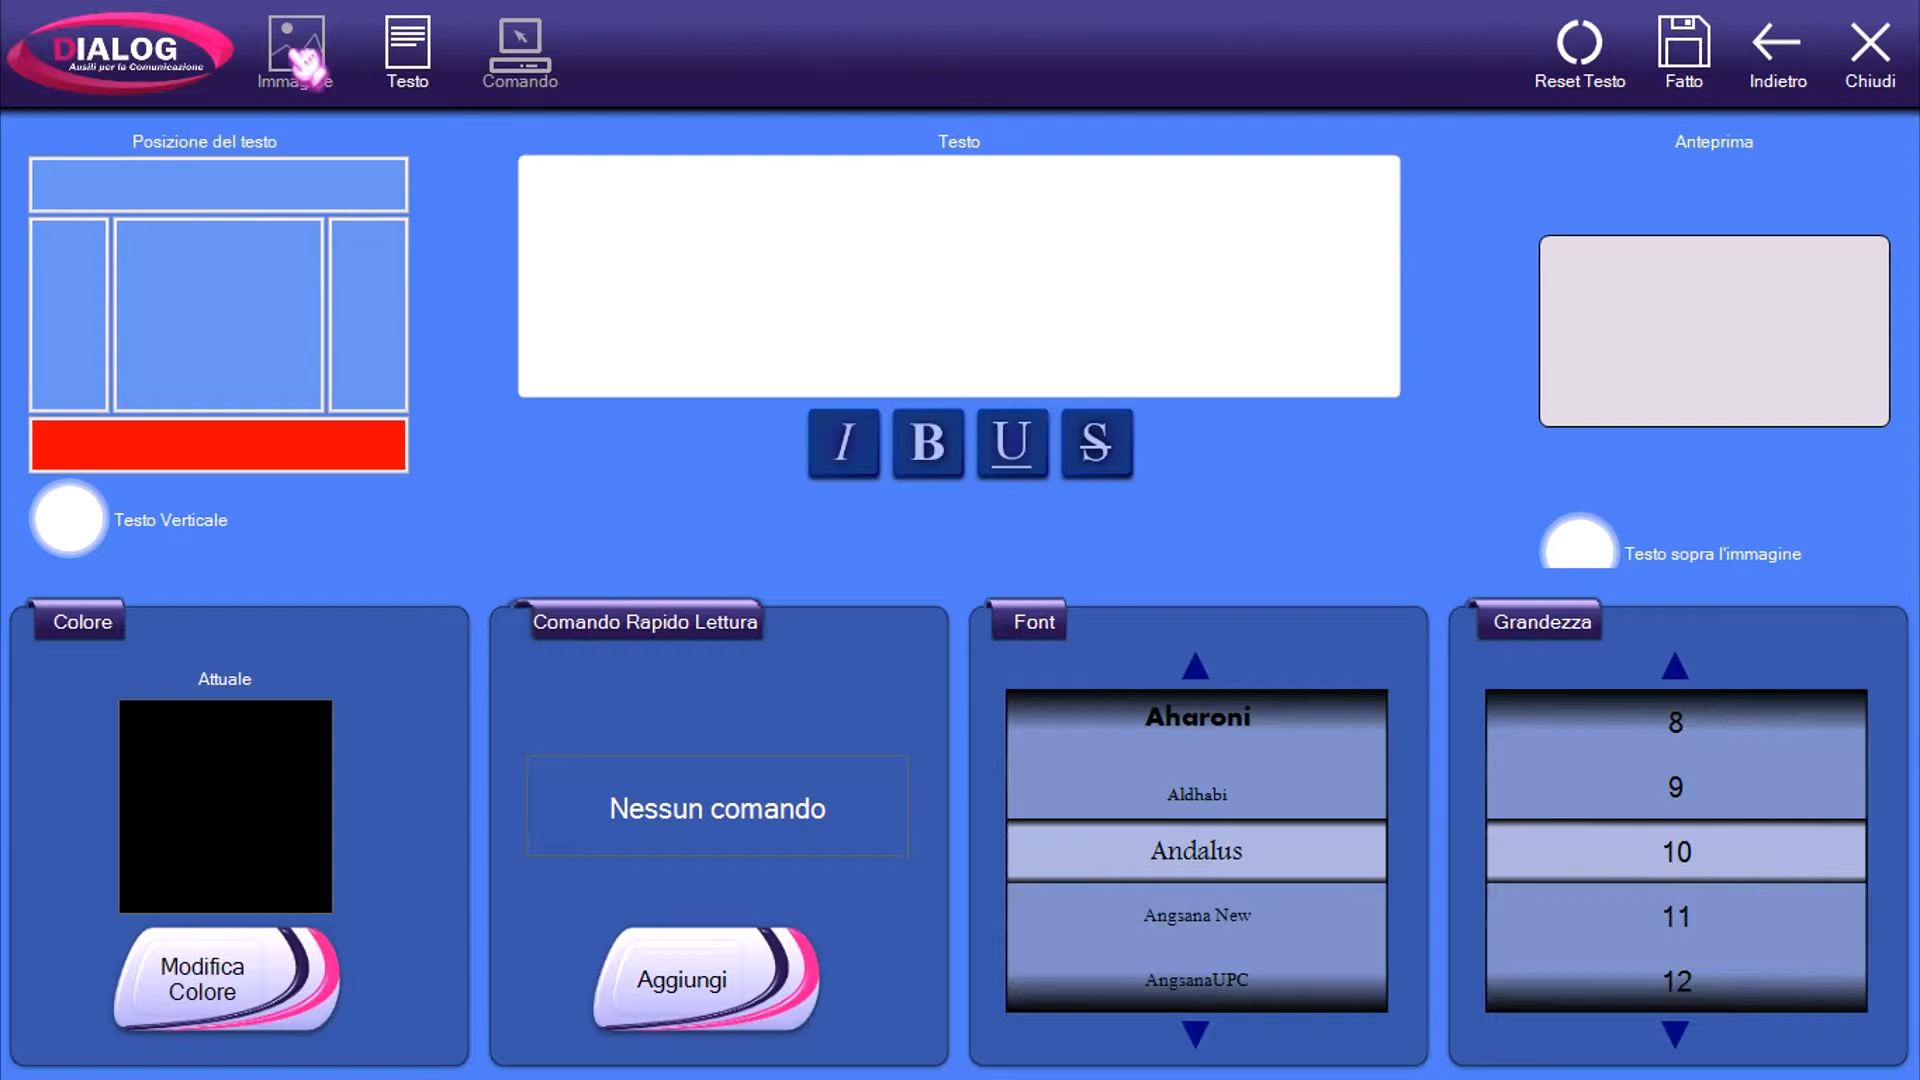 DIALOG
Ausili per la Comunicazione
Immagine
Testo
Comando
Reset Testo
Fatto
Indietro
Chiudi
Posizione del testo
Testo
Anteprima
I B U S
Testo Verticale
Testo sopra l'immagine
Colore
Attuale
Modifica
Colore
Comando Rapido Lettura
Nessun comando
Aggiungi
Font
Aharoni
Aldhabi
Andalus
Angsana New
AngsanaUPC
Grandezza
8
9
10
11
12